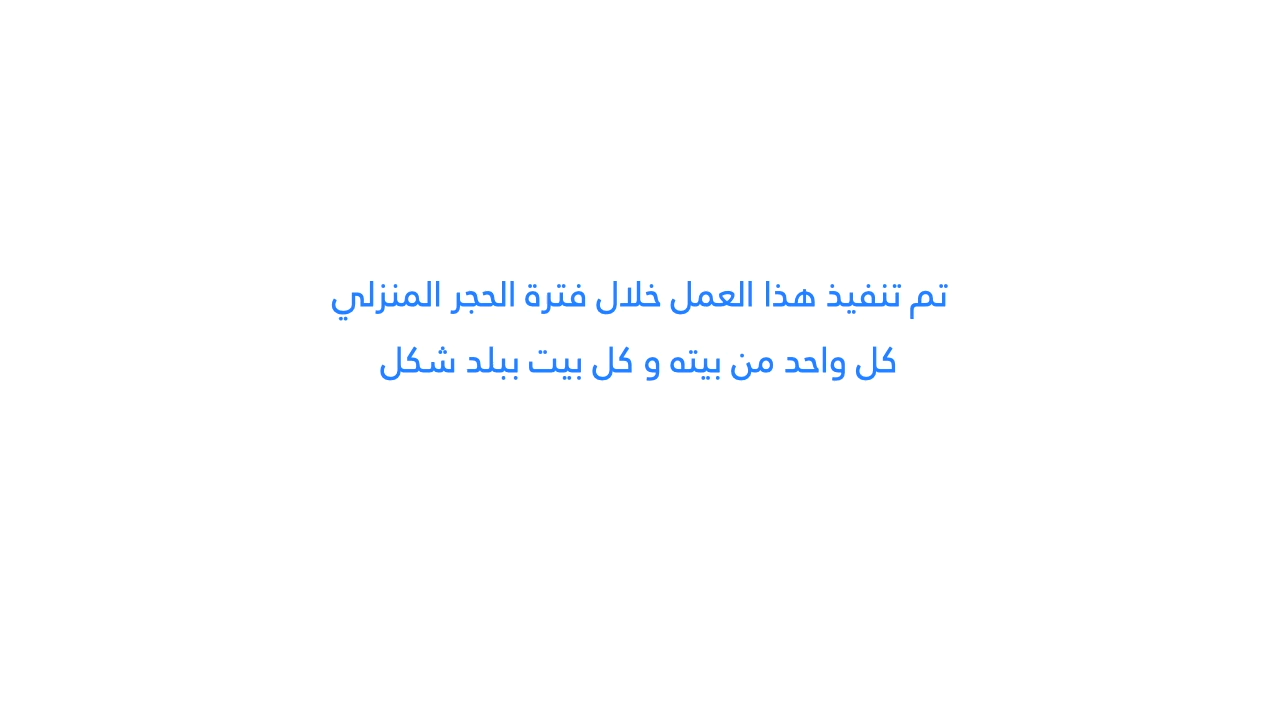 تم تنفيذ هذا العمل خلال فترة الحجر المنزلي
كل واحد من بيته و كل بيت ببلد شكل